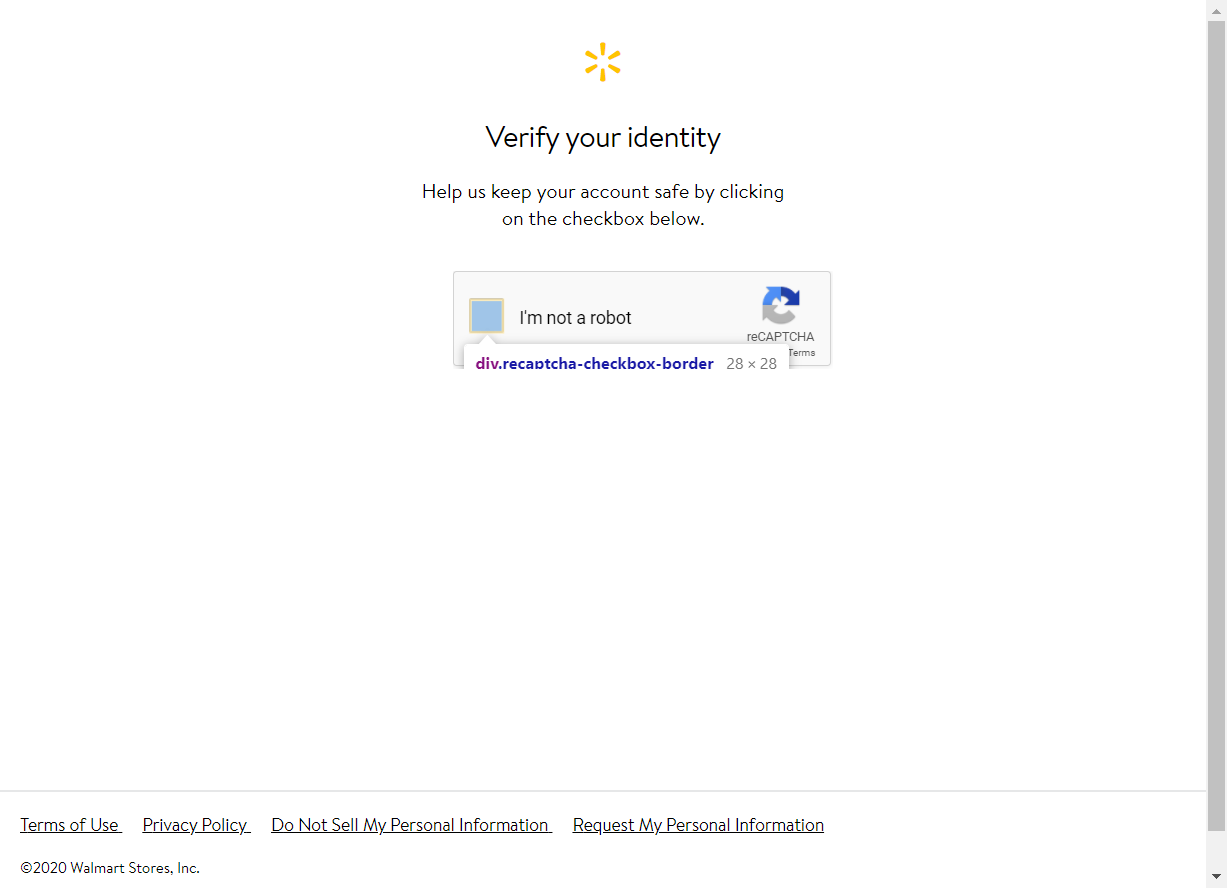 Verify your identity
Help us keep your account safe by clicking
on the checkbox below.
I'm not a robot
reCAPTCHA
Terms
div.recaptcha-checkbox-border 28 × 28
Terms of Use Privacy Policy Do Not Sell My Personal Information Request My Personal Information
©2020 Walmart Stores, Inc.